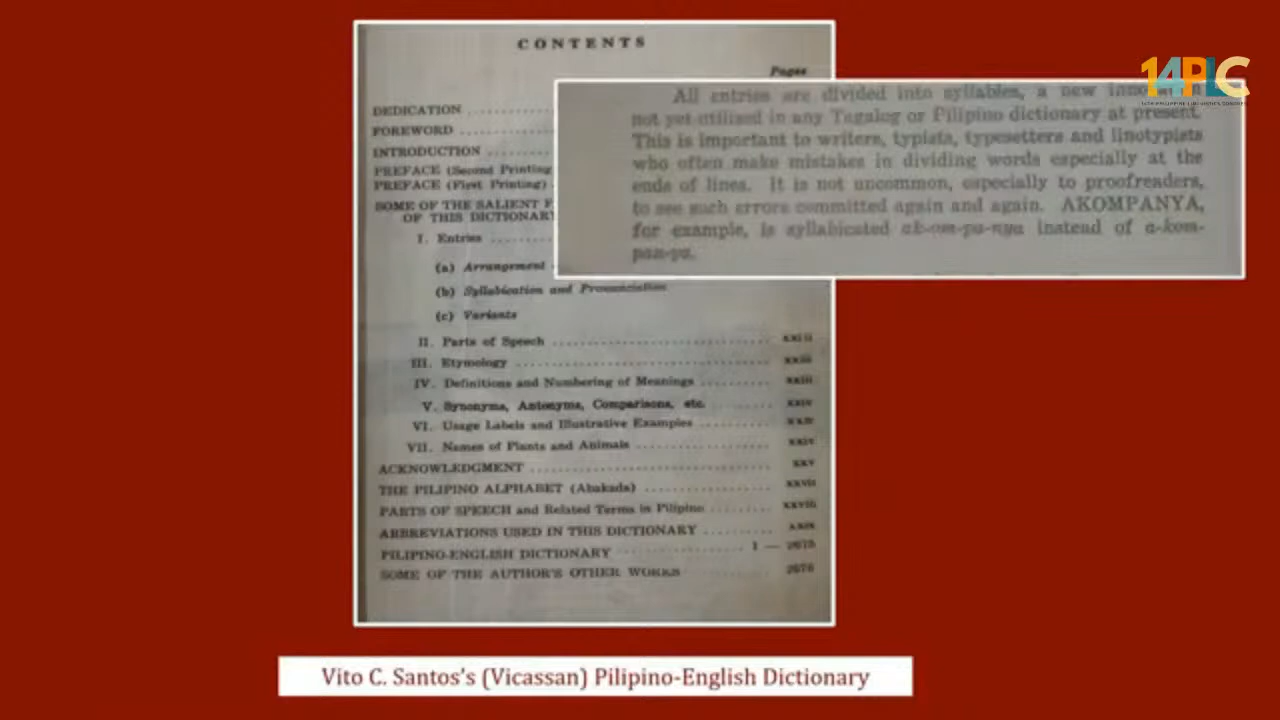 14PLC
CONTENTS
Pages
DEDICATION
FOREWORD
INTRODUCTION
PREFACE (Second Printing
PREFACE (First Printing)
SOME OF THE SALIENT F
OF THIS DICTIONARY
I. Entries
(a) Arrangement
(b) Syllabication and Pronunciation
(c) Variants
II. Parts of Speech
III. Etymology
IV. Definitions and Numbering of Meanings xxiii
V. Synonyms, Antonyms, Comparisons, etc. xxiv
VI. Usage Labels and Illustrative Examples
VII. Names of Plants and Animals xxiv
ACKNOWLEDGMENT xxv
THE PILIPINO ALPHABET (Abakada) xxvii
PARTS OF SPEECH and Related Terms in Pilipino xxviii
ABBREVIATIONS USED IN THIS DICTIONARY xxix
PILIPINO-ENGLISH DICTIONARY 1 — 2675
SOME OF THE AUTHOR'S OTHER WORKS 2676
All entries are divided into syllables, a new
not yet utilized in any Tagalog or Pilipino dictionary at present.
This is important to writers, typists, typesetters and linotypists
who often make mistakes in dividing words especially at the
ends of lines. It is not uncommon, especially to proofreaders,
to see such errors committed again and again. AKOMPANYA,
for example, is syllabicated ak-om-pa-nya instead of a-kom-
pan-ya.
Vito C. Santos's (Vicassan) Pilipino-English Dictionary